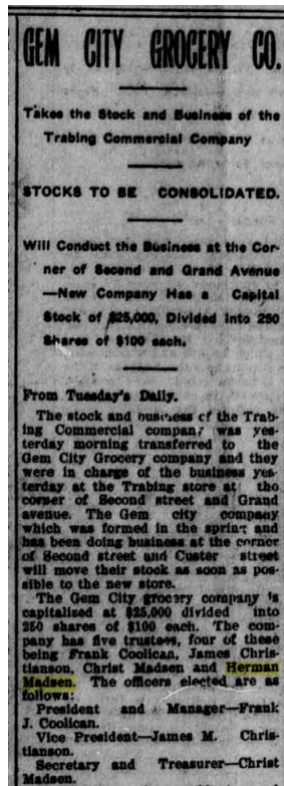 GEM CITY GROCERY CO.
Takes the Stock and Business of the
Trabing Commercial Company
STOCKS TO BE CONSOLIDATED.
Will Conduct the Business at the Cor-
ner of Second and Grand Avenue
—New Company Has a Capital
Stock of $25,000, Divided Into 250
Shares of $100 each.
From Tuesday's Daily.
The stock and business of the Trab-
ing Commercial company was yes-
terday morning transferred to the
Gem City Grocery company and they
were in charge of the business yes-
terday at the Trabing store at tho
corner of Second street and Grand
avenue. The Gem city company
which was formed in the spring and
has been doing business at the corner
of Second street and Custer street
will move their stock as soon as pos-
sible to the new store.
The Gem City grocery company is
capitalized at $25,000 divided into
250 shares of $100 each. The com-
pany has five trustees, four of these
being Frank Coolican, James Chris-
tianson, Christ Madsen and Herman
Madsen. The officers elected are as
follows:
President and Manager—Frank
J. Coolican.
Vice President—James M. Chris-
tianson.
Secretary and Treasurer—Christ
Madsen.